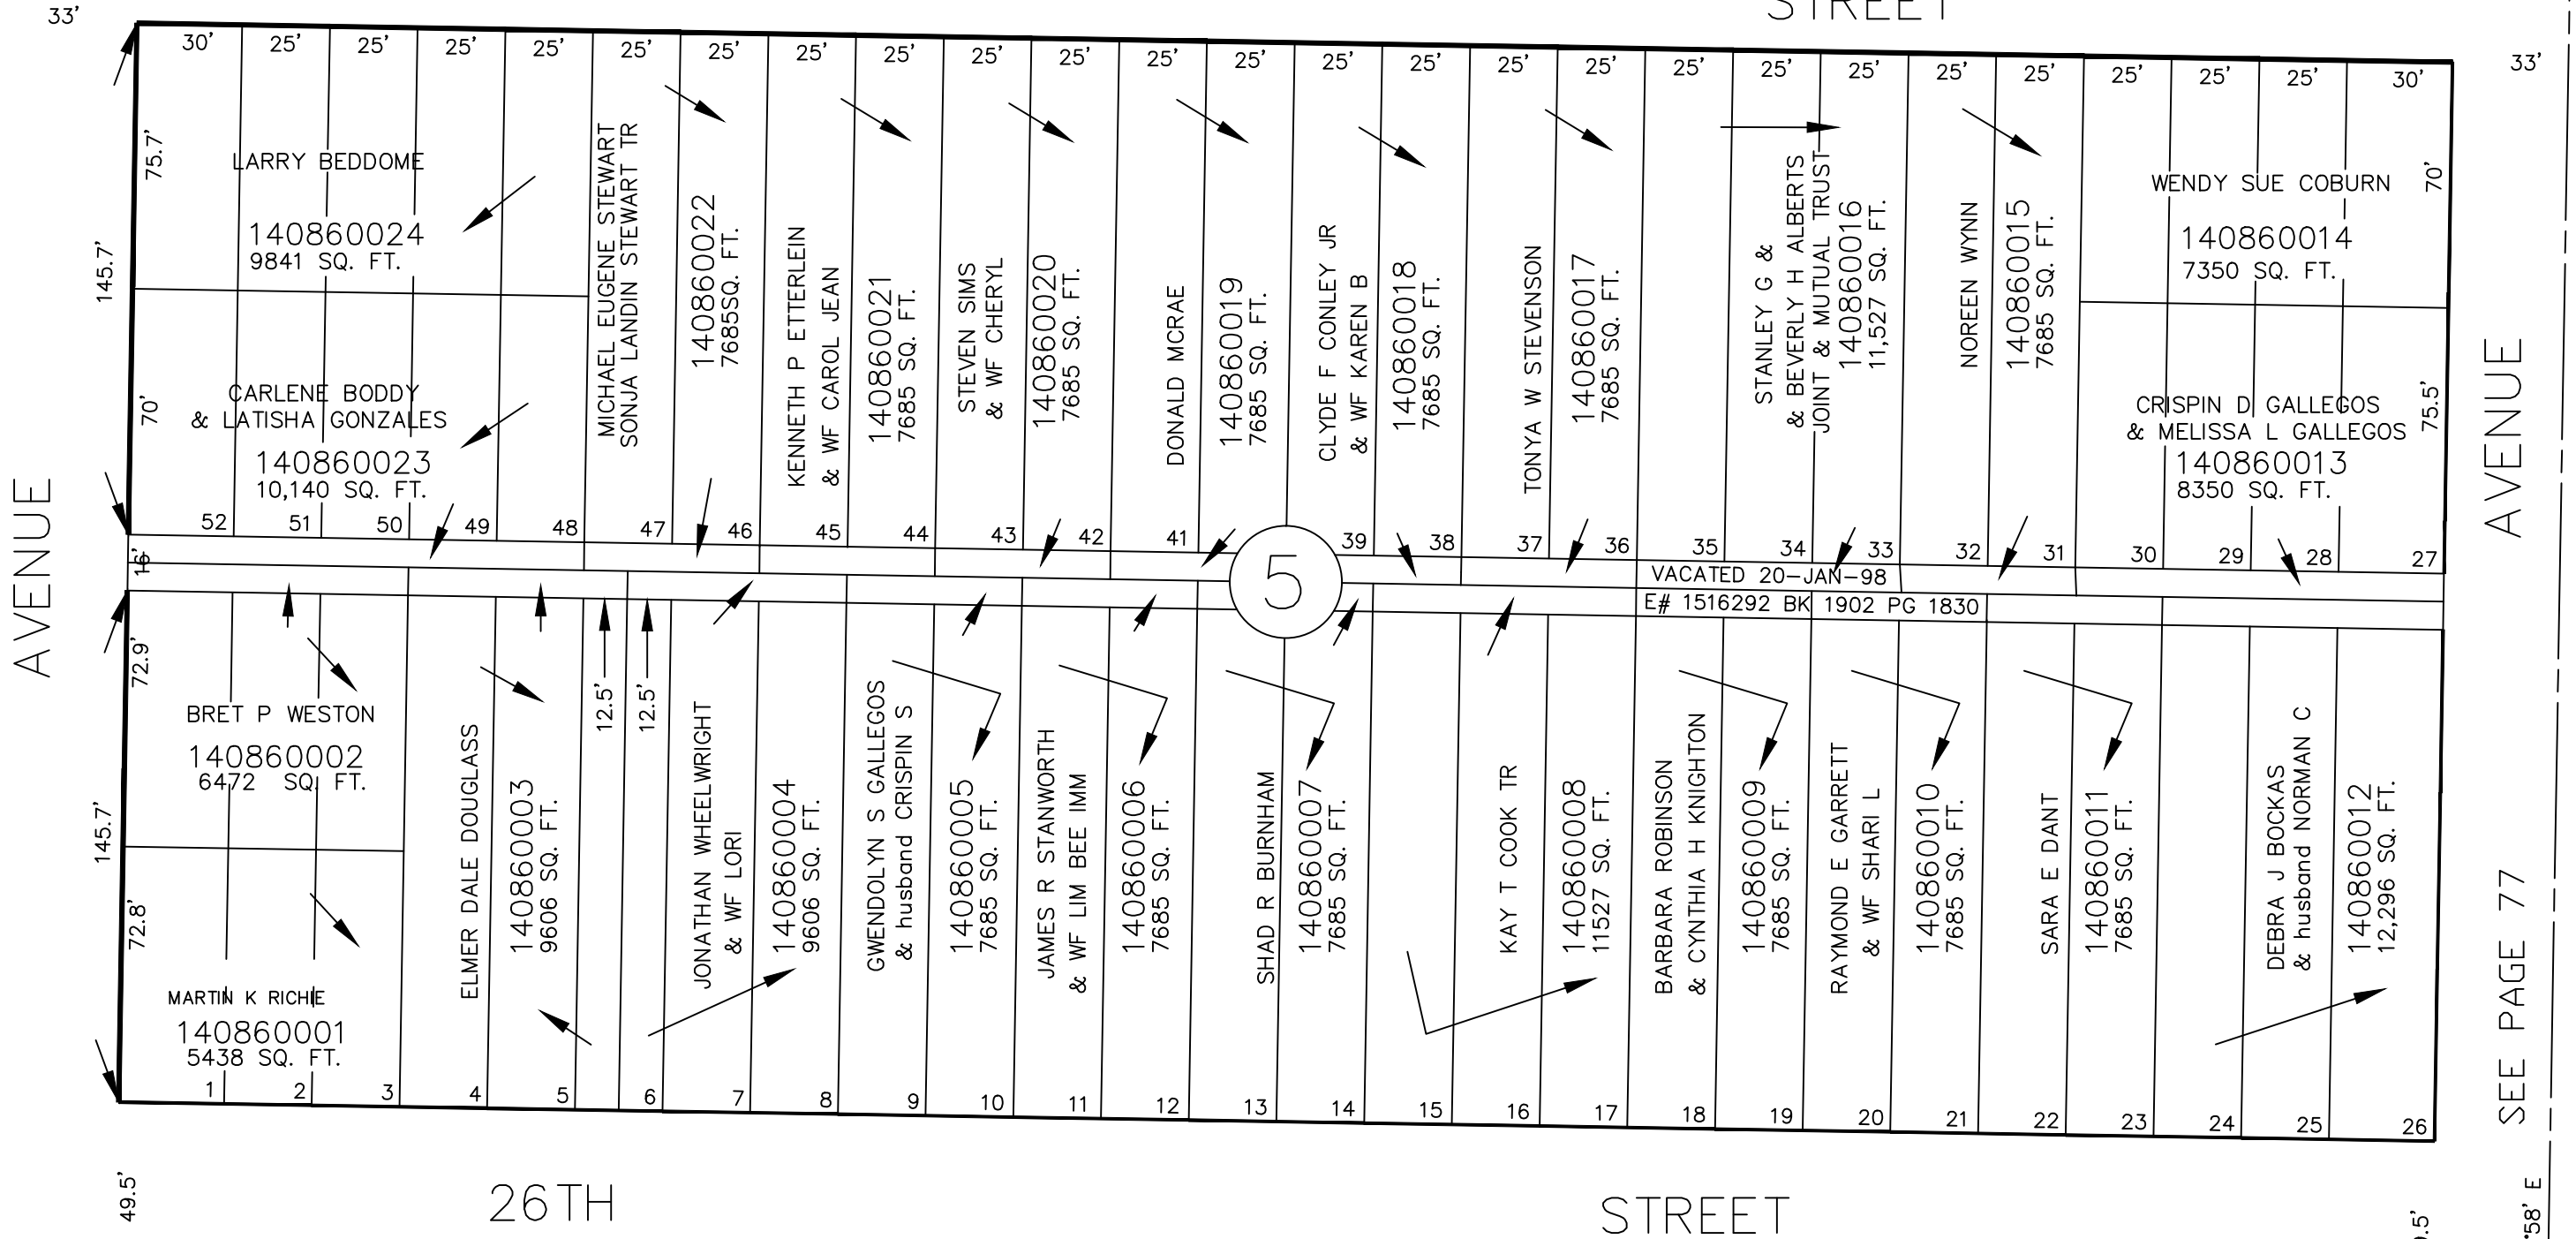 STREET
33'
30' 25' 25' 25' 25' 25' 25' 25' 25' 25' 25' 25' 25' 25' 25' 25' 25' 25' 25' 25' 25' 25' 25' 25' 25' 30'
33'
75.7'
145.7'
70'
LARRY BEDDOME
140860024
9841 SQ. FT.
CARLENE BODDY
& LATISHA GONZALES
140860023
10,140 SQ. FT.
MICHAEL EUGENE STEWART
SONJA LANDIN STEWART TR
140860022
7685SQ. FT.
KENNETH P ETTERLEIN
& WF CAROL JEAN
140860021
7685 SQ. FT.
STEVEN SIMS
& WF CHERYL
140860020
7685 SQ. FT.
DONALD MCRAE
140860019
7685 SQ. FT.
CLYDE F CONLEY JR
& WF KAREN B
140860018
7685 SQ. FT.
TONYA W STEVENSON
140860017
7685 SQ. FT.
STANLEY G &
& BEVERLY H ALBERTS
JOINT & MUTUAL TRUST
140860016
11,527 SQ. FT.
NOREEN WYNN
140860015
7685 SQ. FT.
WENDY SUE COBURN
140860014
7350 SQ. FT.
70'
CRISPIN D GALLEGOS
& MELISSA L GALLEGOS
140860013
8350 SQ. FT.
75.5'
52 51 50 49 48 47 46 45 44 43 42 41 39 38 37 36 35 34 33 32 31 30 29 28 27
16'
5
VACATED 20-JAN-98
E# 1516292 BK 1902 PG 1830
AVENUE
AVENUE
72.9'
145.7'
72.8'
BRET P WESTON
140860002
6472 SQ. FT.
MARTIN K RICHIE
140860001
5438 SQ. FT.
ELMER DALE DOUGLASS
140860003
9606 SQ. FT.
12.5'
12.5'
JONATHAN WHEELWRIGHT
& WF LORI
140860004
9606 SQ. FT.
GWENDOLYN S GALLEGOS
& husband CRISPIN S
140860005
7685 SQ. FT.
JAMES R STANWORTH
& WF LIM BEE IMM
140860006
7685 SQ. FT.
SHAD R BURNHAM
140860007
7685 SQ. FT.
KAY T COOK TR
140860008
11527 SQ. FT.
BARBARA ROBINSON
& CYNTHIA H KNIGHTON
140860009
7685 SQ. FT.
RAYMOND E GARRETT
& WF SHARI L
140860010
7685 SQ. FT.
SARA E DANT
140860011
7685 SQ. FT.
DEBRA J BOCKAS
& husband NORMAN C
140860012
12,296 SQ. FT.
1 2 3 4 5 6 7 8 9 10 11 12 13 14 15 16 17 18 19 20 21 22 23 24 25 26
SEE PAGE 77
49.5'
26TH
STREET
.5'
'58' E